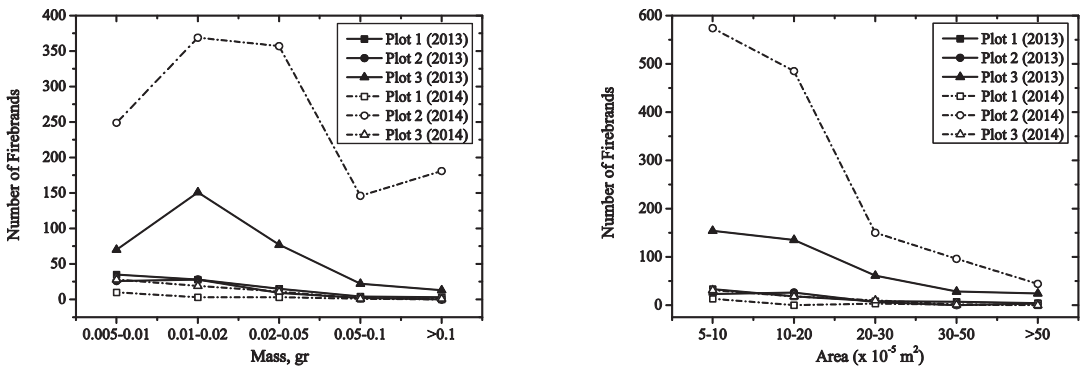 400
350
300
250
200
150
100
50
0
Number of Firebrands
Plot 1 (2013)
Plot 2 (2013)
Plot 3 (2013)
Plot 1 (2014)
Plot 2 (2014)
Plot 3 (2014)
0.005-0.01 0.01-0.02 0.02-0.05 0.05-0.1 >0.1
Mass, gr
600
500
400
300
200
100
0
Number of Firebrands
Plot 1 (2013)
Plot 2 (2013)
Plot 3 (2013)
Plot 1 (2014)
Plot 2 (2014)
Plot 3 (2014)
5-10 10-20 20-30 30-50 >50
Area (x 10⁻⁵ m²)